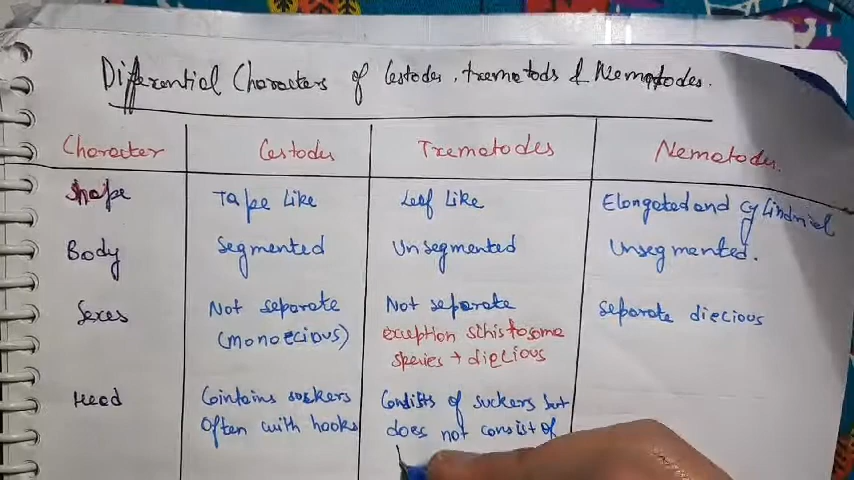 Differential Characters of Cestodes, trematods & Nematodes.
Character Cestodes Trematodes Nematodes.
Shape Tape Like Leaf Like Elongated and cylindrical
Body Segmented Unsegmented Unsegmented.
Sexes Not separate Not separate separate diecious
(monoecious) exception schistosoma
species + diecious
Head Contains suckers Consists of suckers but
Often with hooks does not consist of